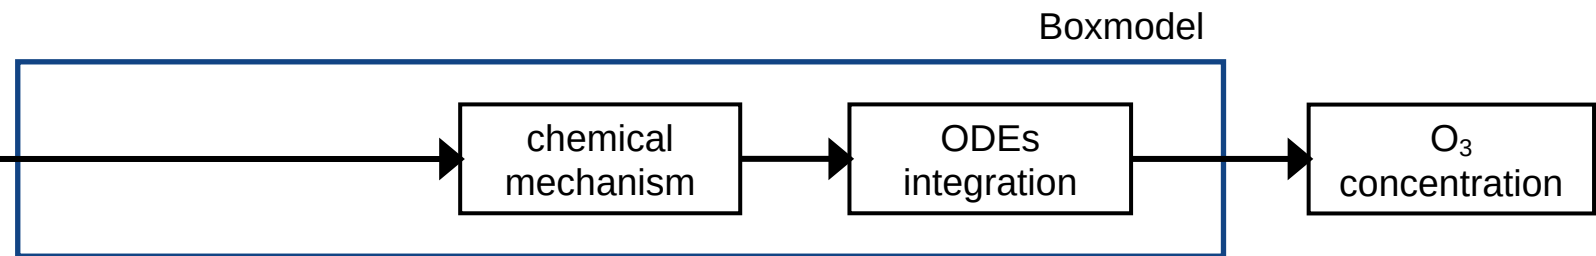 Boxmodel
chemical
mechanism
ODEs
integration
O₃
concentration